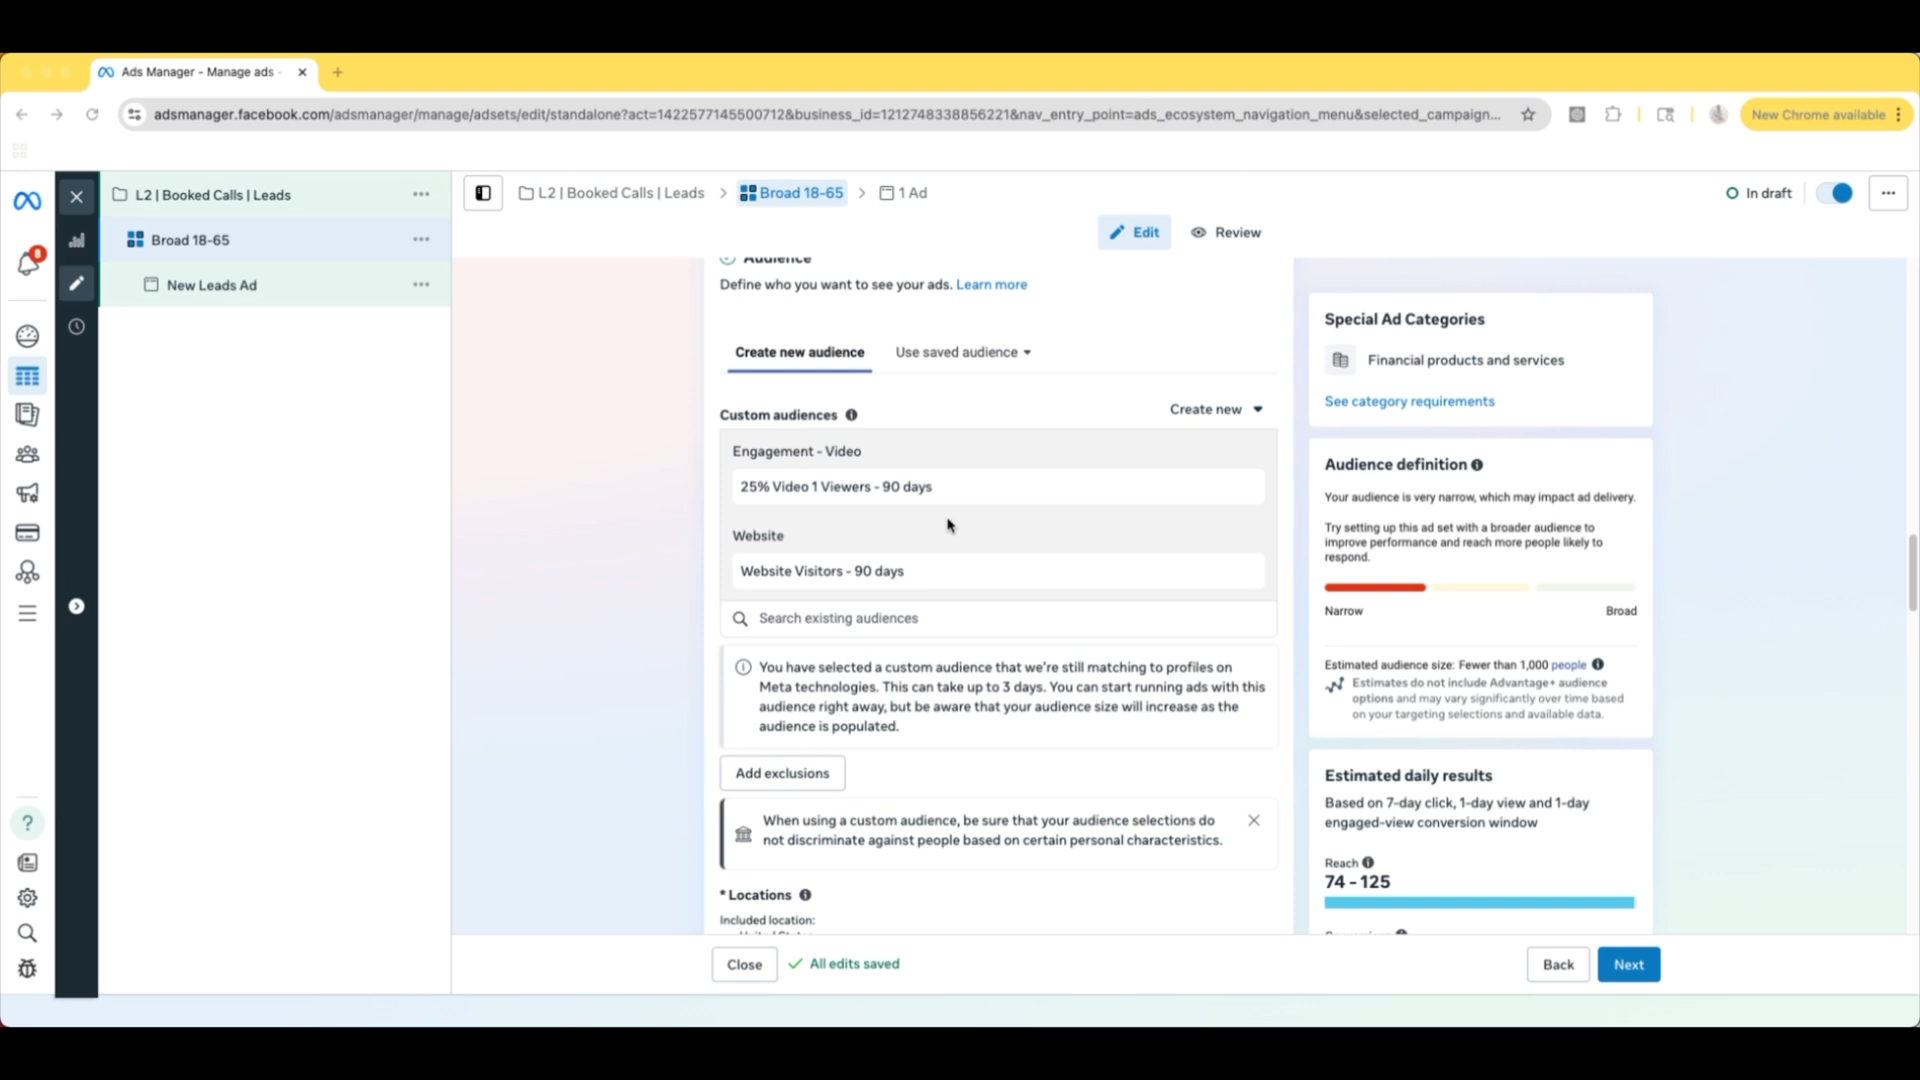 Ads Manager - Manage ads -
adsmanager.facebook.com/adsmanager/manage/adsets/edit/standalone?act=1422577145500712&business_id=1212748338856221&nav_entry_point=ads_ecosystem_navigation_menu&selected_campaign...
New Chrome available
8
L2 | Booked Calls | Leads
Broad 18-65
New Leads Ad
L2 | Booked Calls | Leads
Broad 18-65
1 Ad
In draft
Edit
Review
Audience
Define who you want to see your ads. Learn more
Create new audience
Use saved audience
Custom audiences
Create new
Engagement - Video
25% Video 1 Viewers - 90 days
Website
Website Visitors - 90 days
Search existing audiences
You have selected a custom audience that we're still matching to profiles on
Meta technologies. This can take up to 3 days. You can start running ads with this
audience right away, but be aware that your audience size will increase as the
audience is populated.
Add exclusions
When using a custom audience, be sure that your audience selections do
not discriminate against people based on certain personal characteristics.
* Locations
Included location:
Special Ad Categories
Financial products and services
See category requirements
Audience definition
Your audience is very narrow, which may impact ad delivery.
Try setting up this ad set with a broader audience to
improve performance and reach more people likely to
respond.
Narrow
Broad
Estimated audience size: Fewer than 1,000 people
Estimates do not include Advantage+ audience
options and may vary significantly over time based
on your targeting selections and available data.
Estimated daily results
Based on 7-day click, 1-day view and 1-day
engaged-view conversion window
Reach
74 - 125
Close
All edits saved
Back
Next